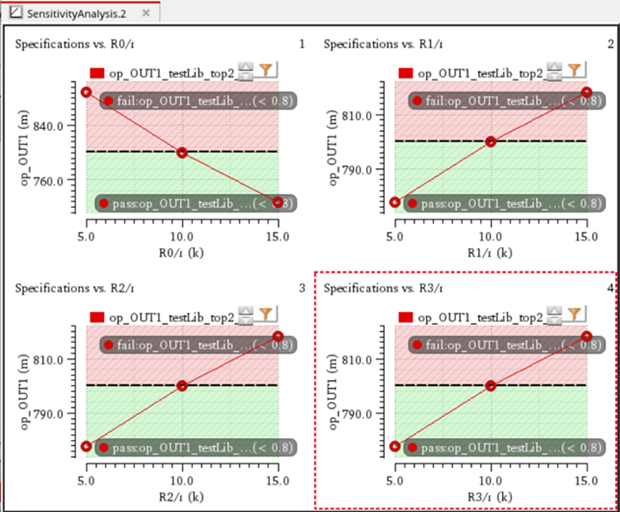 SensitivityAnalysis.2
Specifications vs. R0/r 1
op_OUT1_testLib_top2_
fail:op_OUT1_testLib_...(< 0.8)
pass:op_OUT1_testLib_...(< 0.8)
op_OUT1 (m)
840.0
760.0
5.0 10.0 15.0
R0/r (k)
Specifications vs. R1/r 2
op_OUT1_testLib_top2_
fail:op_OUT1_testLib_...(< 0.8)
pass:op_OUT1_testLib_...(< 0.8)
op_OUT1 (m)
810.0
790.0
5.0 10.0 15.0
R1/r (k)
Specifications vs. R2/r 3
op_OUT1_testLib_top2_
fail:op_OUT1_testLib_...(< 0.8)
pass:op_OUT1_testLib_...(< 0.8)
op_OUT1 (m)
810.0
790.0
5.0 10.0 15.0
R2/r (k)
Specifications vs. R3/r 4
op_OUT1_testLib_top2_
fail:op_OUT1_testLib_...(< 0.8)
pass:op_OUT1_testLib_...(< 0.8)
op_OUT1 (m)
810.0
790.0
5.0 10.0 15.0
R3/r (k)